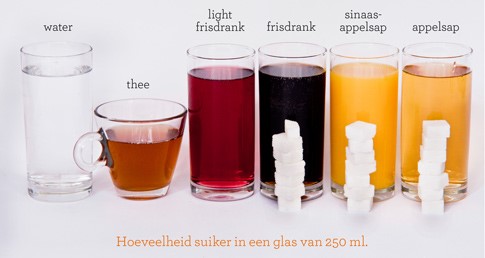 water
thee
light
frisdrank
frisdrank
sinaas-
appelsap
appelsap
Hoeveelheid suiker in een glas van 250 ml.